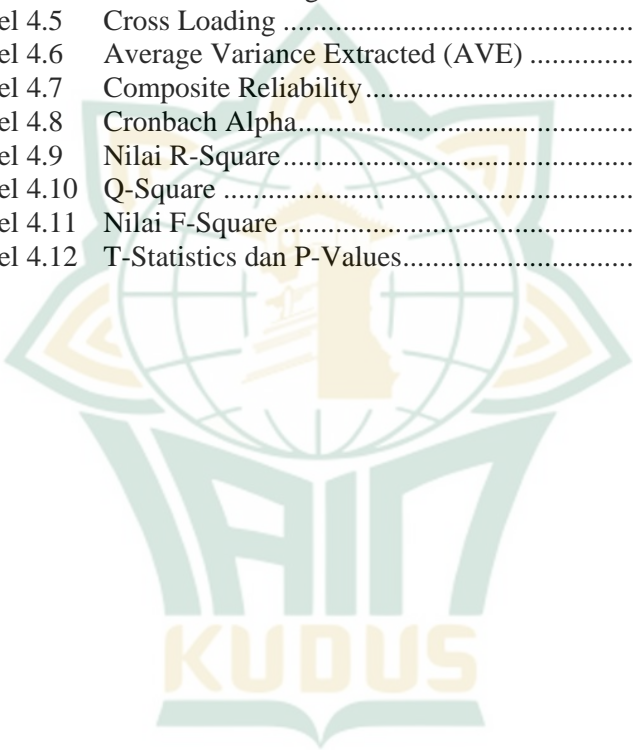 el 4.5 Cross Loading ...............................................
el 4.6 Average Variance Extracted (AVE) ..............
el 4.7 Composite Reliability....................................
el 4.8 Cronbach Alpha.............................................
el 4.9 Nilai R-Square...............................................
el 4.10 Q-Square .......................................................
el 4.11 Nilai F-Square ...............................................
el 4.12 T-Statistics dan P-Values...............................
IAIN
KUDUS